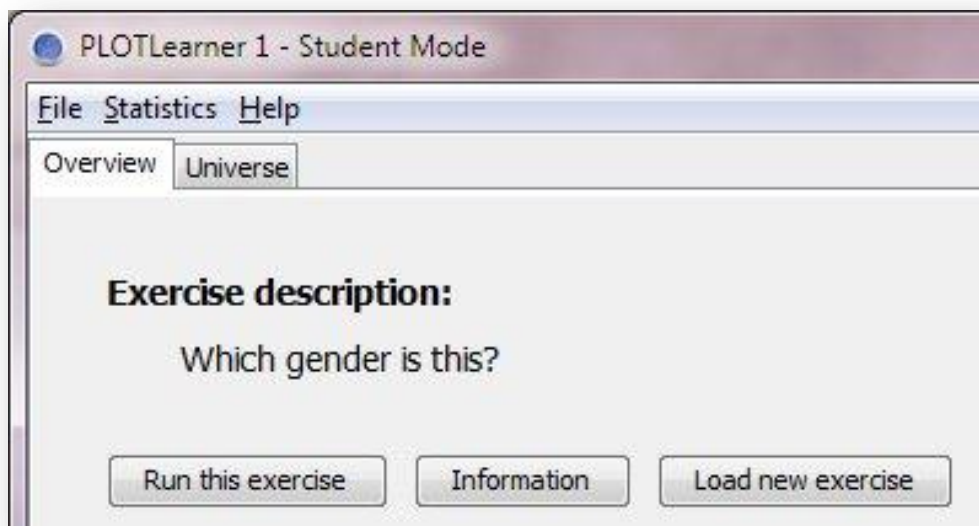 PLOTLearner 1 - Student Mode
File Statistics Help
Overview Universe
Exercise description:
Which gender is this?
Run this exercise Information Load new exercise